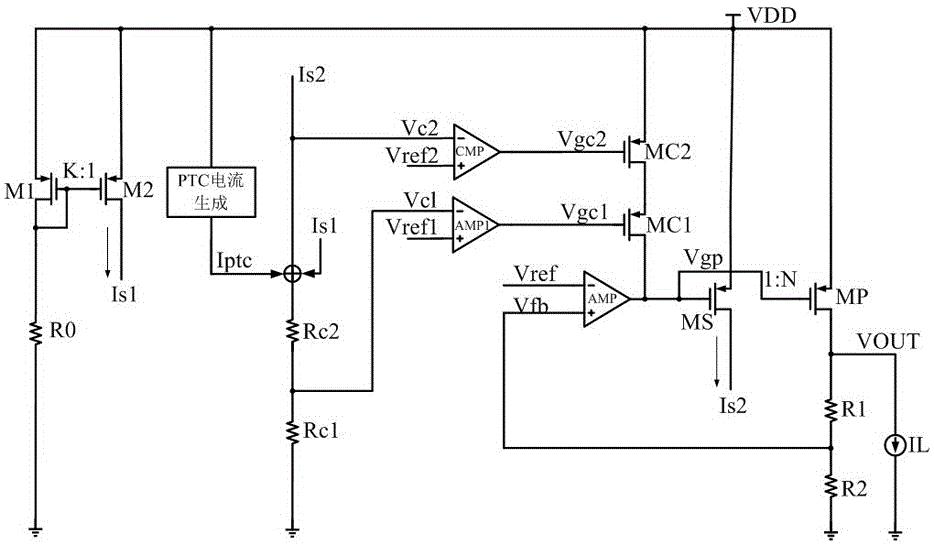 VDD
Is2
Vc2
Vref2
CMP
Vgc2
MC2
M1
K:1
M2
PTC电流
生成
Vc1
Vref1
AMP1
Vgc1
MC1
Is1
Is1
Iptc
Vref
Vfb
AMP
Vgp
1:N
MS
MP
R0
Rc2
VOUT
Is2
R1
IL
Rc1
R2